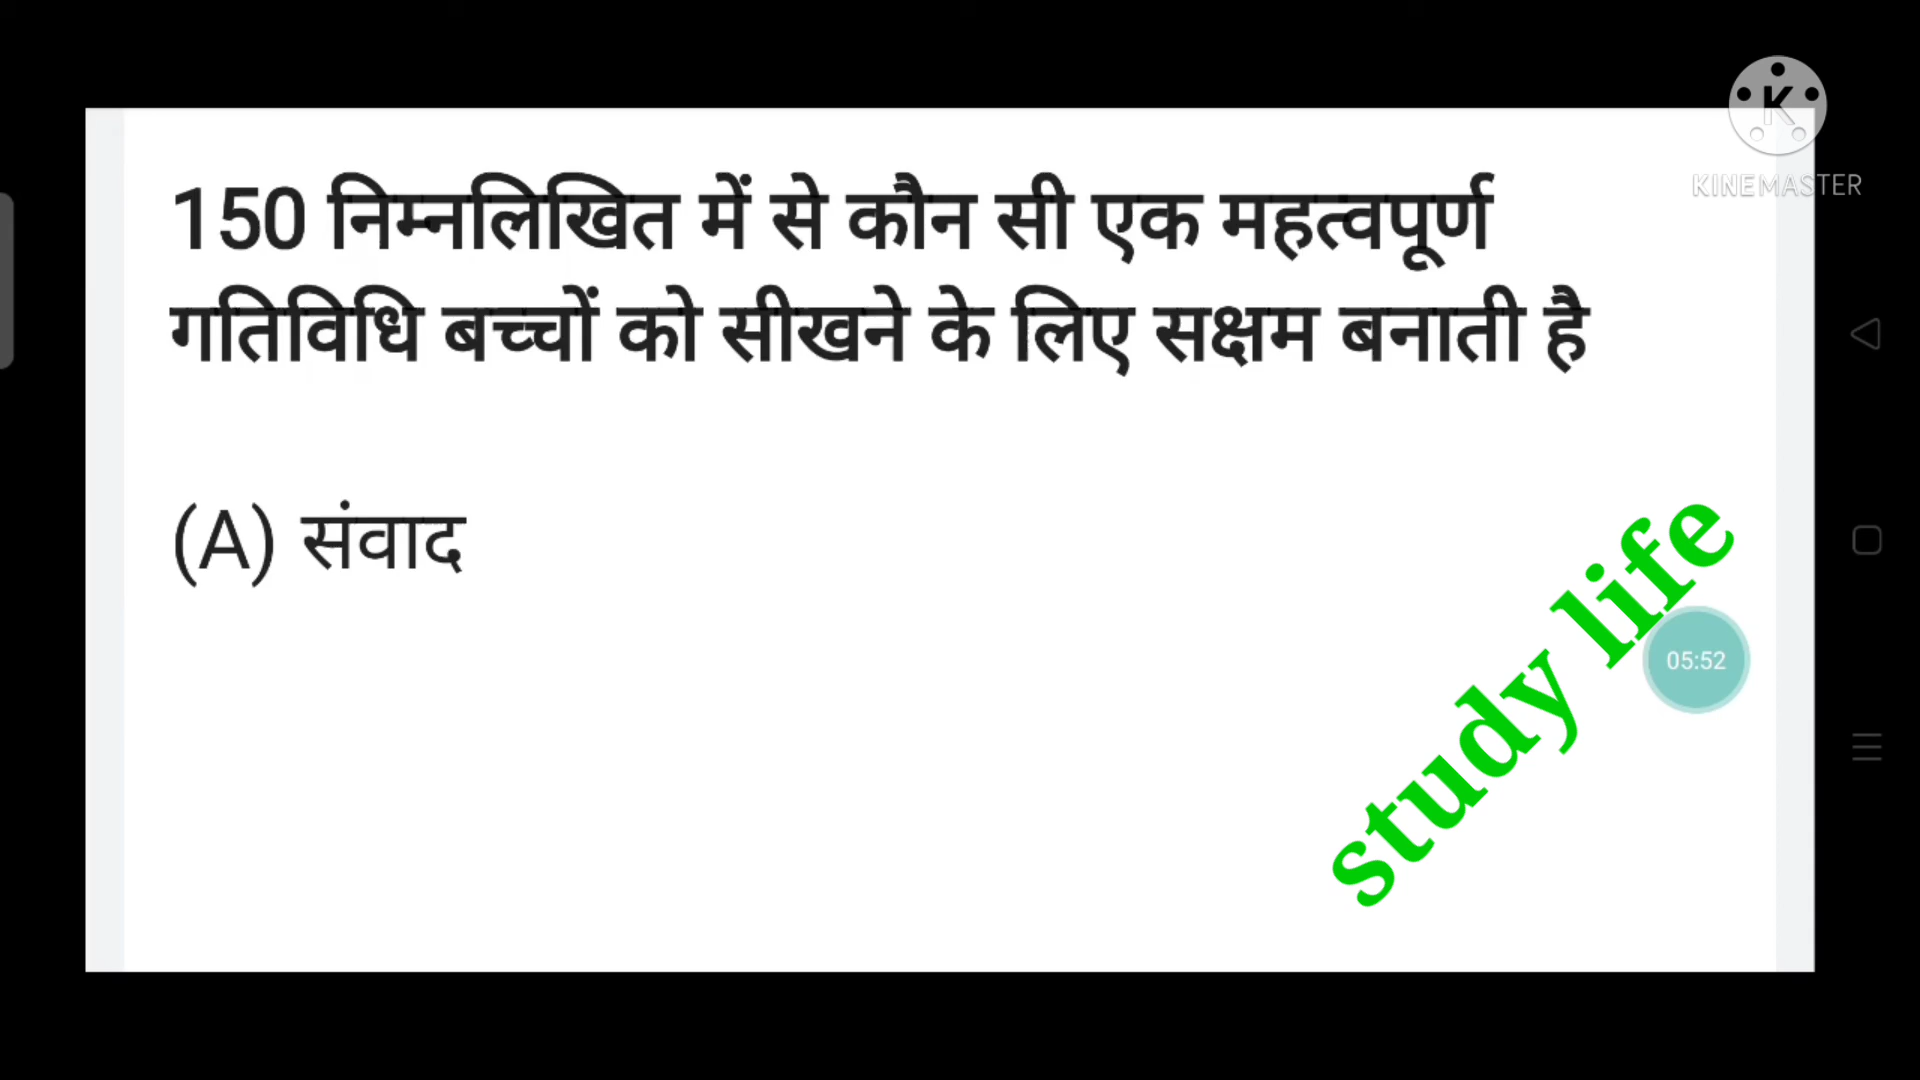 K
KINEMASTER
150 निम्नलिखित में से कौन सी एक महत्वपूर्ण
गतिविधि बच्चों को सीखने के लिए सक्षम बनाती है
(A) संवाद
study life
05:52